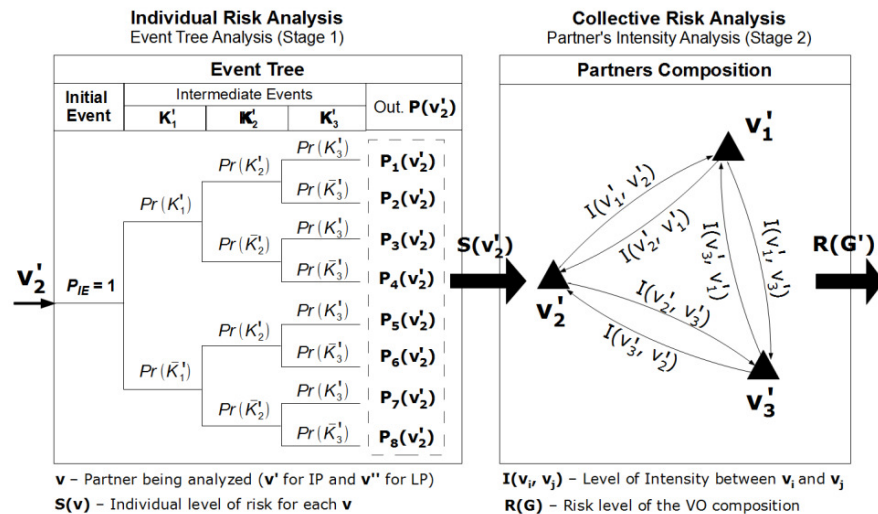 Individual Risk Analysis
Event Tree Analysis (Stage 1)
Event Tree
Initial Event
Intermediate Events
K'₁
K'₂
K'₃
Out. P(v'₂)
v'₂
P_IE = 1
Pr(K'₁)
Pr(K̄'₁)
Pr(K'₂)
Pr(K̄'₂)
Pr(K'₂)
Pr(K̄'₂)
Pr(K'₃)
Pr(K̄'₃)
Pr(K'₃)
Pr(K̄'₃)
Pr(K'₃)
Pr(K̄'₃)
Pr(K'₃)
Pr(K̄'₃)
P₁(v'₂)
P₂(v'₂)
P₃(v'₂)
P₄(v'₂)
P₅(v'₂)
P₆(v'₂)
P₇(v'₂)
P₈(v'₂)
S(v'₂)
v – Partner being analyzed (v' for IP and v'' for LP)
S(v) – Individual level of risk for each v
Collective Risk Analysis
Partner's Intensity Analysis (Stage 2)
Partners Composition
v'₁
I(v'₁, v'₂)
I(v'₂, v'₁)
I(v'₃, v'₁)
I(v'₁, v'₃)
v'₂
I(v'₂, v'₃)
I(v'₃, v'₂)
v'₃
R(G')
I(vᵢ, vⱼ) – Level of Intensity between vᵢ and vⱼ
R(G) – Risk level of the VO composition